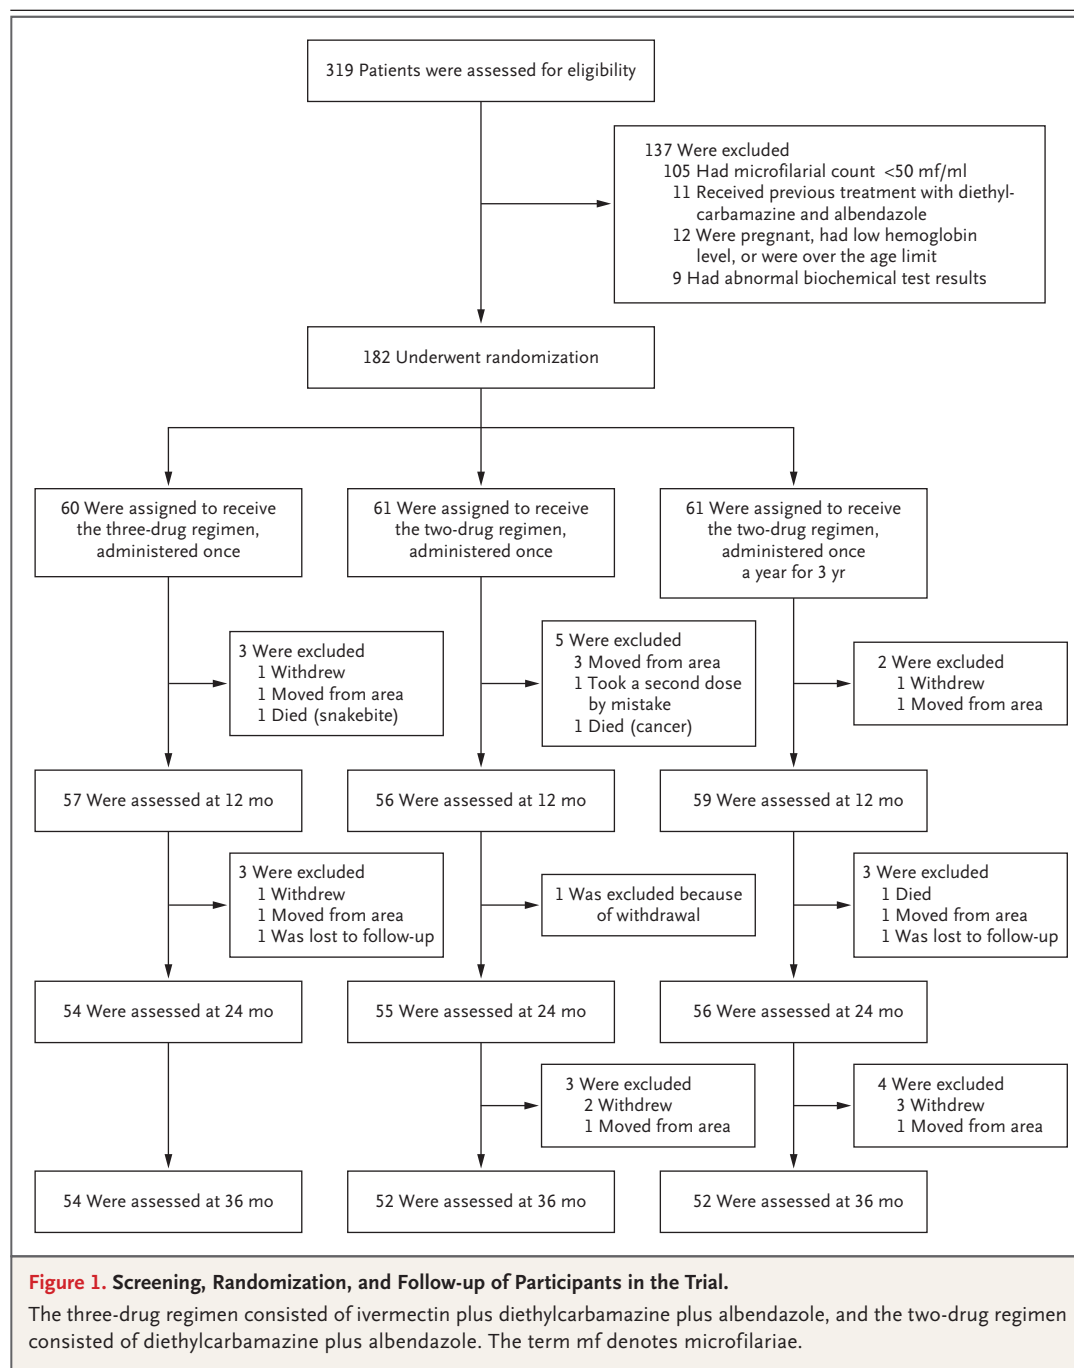 319 Patients were assessed for eligibility
137 Were excluded
105 Had microfilarial count <50 mf/ml
11 Received previous treatment with diethyl-
carbamazine and albendazole
12 Were pregnant, had low hemoglobin
level, or were over the age limit
9 Had abnormal biochemical test results
182 Underwent randomization
60 Were assigned to receive
the three-drug regimen,
administered once
61 Were assigned to receive
the two-drug regimen,
administered once
61 Were assigned to receive
the two-drug regimen,
administered once
a year for 3 yr
3 Were excluded
1 Withdrew
1 Moved from area
1 Died (snakebite)
5 Were excluded
3 Moved from area
1 Took a second dose
by mistake
1 Died (cancer)
2 Were excluded
1 Withdrew
1 Moved from area
57 Were assessed at 12 mo
56 Were assessed at 12 mo
59 Were assessed at 12 mo
3 Were excluded
1 Withdrew
1 Moved from area
1 Was lost to follow-up
1 Was excluded because
of withdrawal
3 Were excluded
1 Died
1 Moved from area
1 Was lost to follow-up
54 Were assessed at 24 mo
55 Were assessed at 24 mo
56 Were assessed at 24 mo
3 Were excluded
2 Withdrew
1 Moved from area
4 Were excluded
3 Withdrew
1 Moved from area
54 Were assessed at 36 mo
52 Were assessed at 36 mo
52 Were assessed at 36 mo
Figure 1. Screening, Randomization, and Follow-up of Participants in the Trial.
The three-drug regimen consisted of ivermectin plus diethylcarbamazine plus albendazole, and the two-drug regimen
consisted of diethylcarbamazine plus albendazole. The term mf denotes microfilariae.